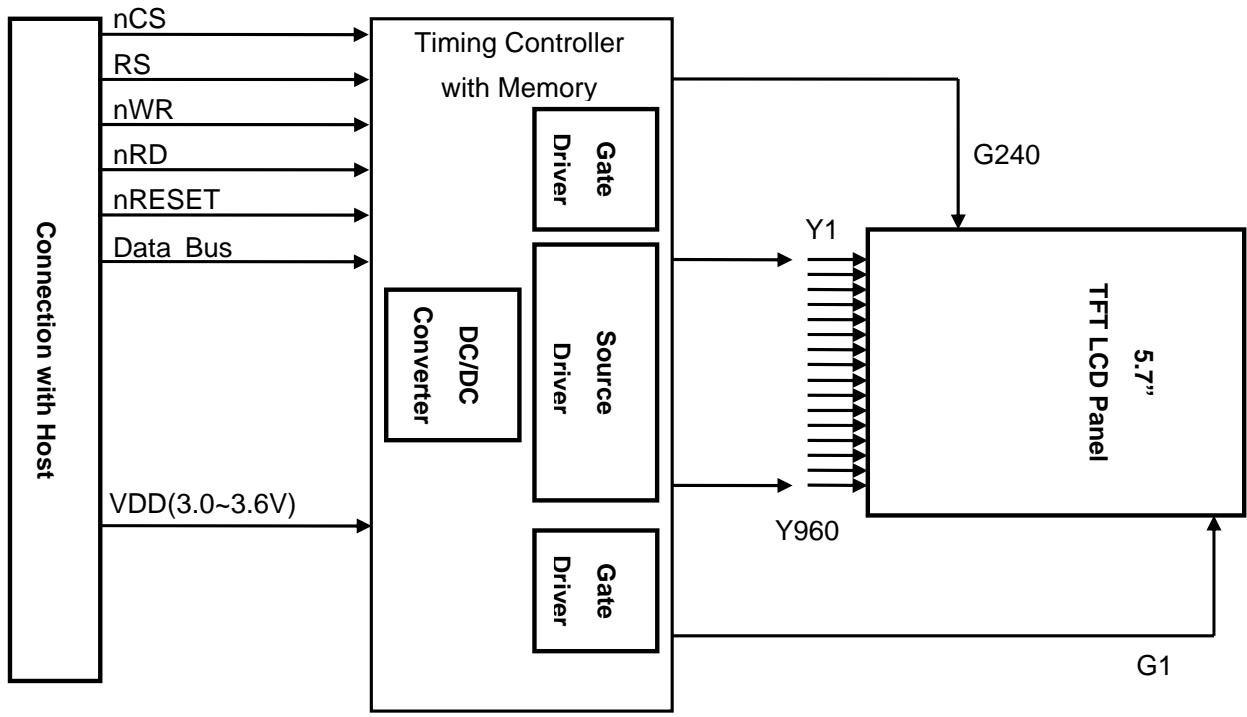 nCS
RS
nWR
nRD
nRESET
Data Bus
VDD(3.0~3.6V)
Connection with Host
Timing Controller
with Memory
Gate
Driver
Source
Driver
DC/DC
Converter
Gate
Driver
G240
Y1
Y960
5.7”
TFT LCD Panel
G1